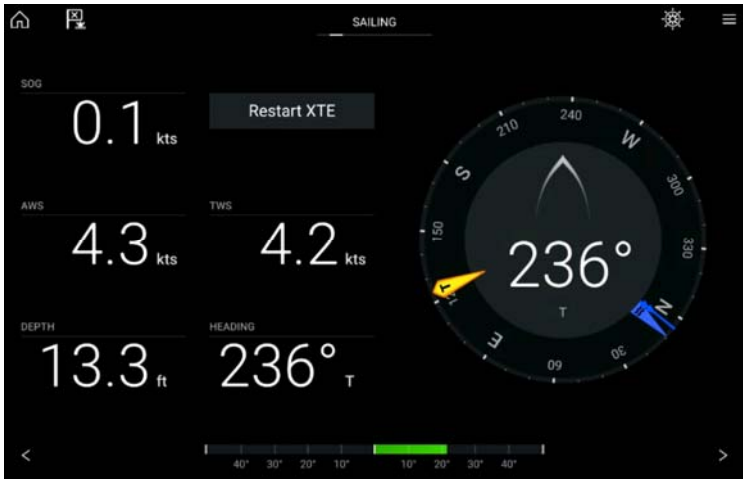 SAILING
SOG
0.1 kts
Restart XTE
AWS
4.3 kts
TWS
4.2 kts
DEPTH
13.3 ft
HEADING
236° T
210
240
W
300
330
N
30
60
E
150
S
T
236°
T
40° 30° 20° 10° 10° 20° 30° 40°